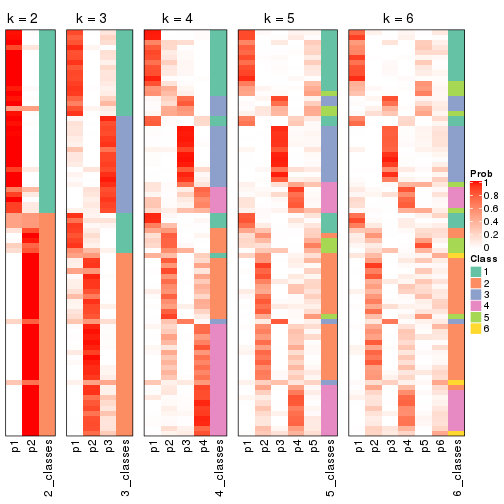 k = 2
k = 3
k = 4
k = 5
k = 6
p1
p2
2_classes
p1
p2
p3
3_classes
p1
p2
p3
p4
4_classes
p1
p2
p3
p4
p5
5_classes
p1
p2
p3
p4
p5
p6
6_classes
Prob
1
0.8
0.6
0.4
0.2
0
Class
1
2
3
4
5
6